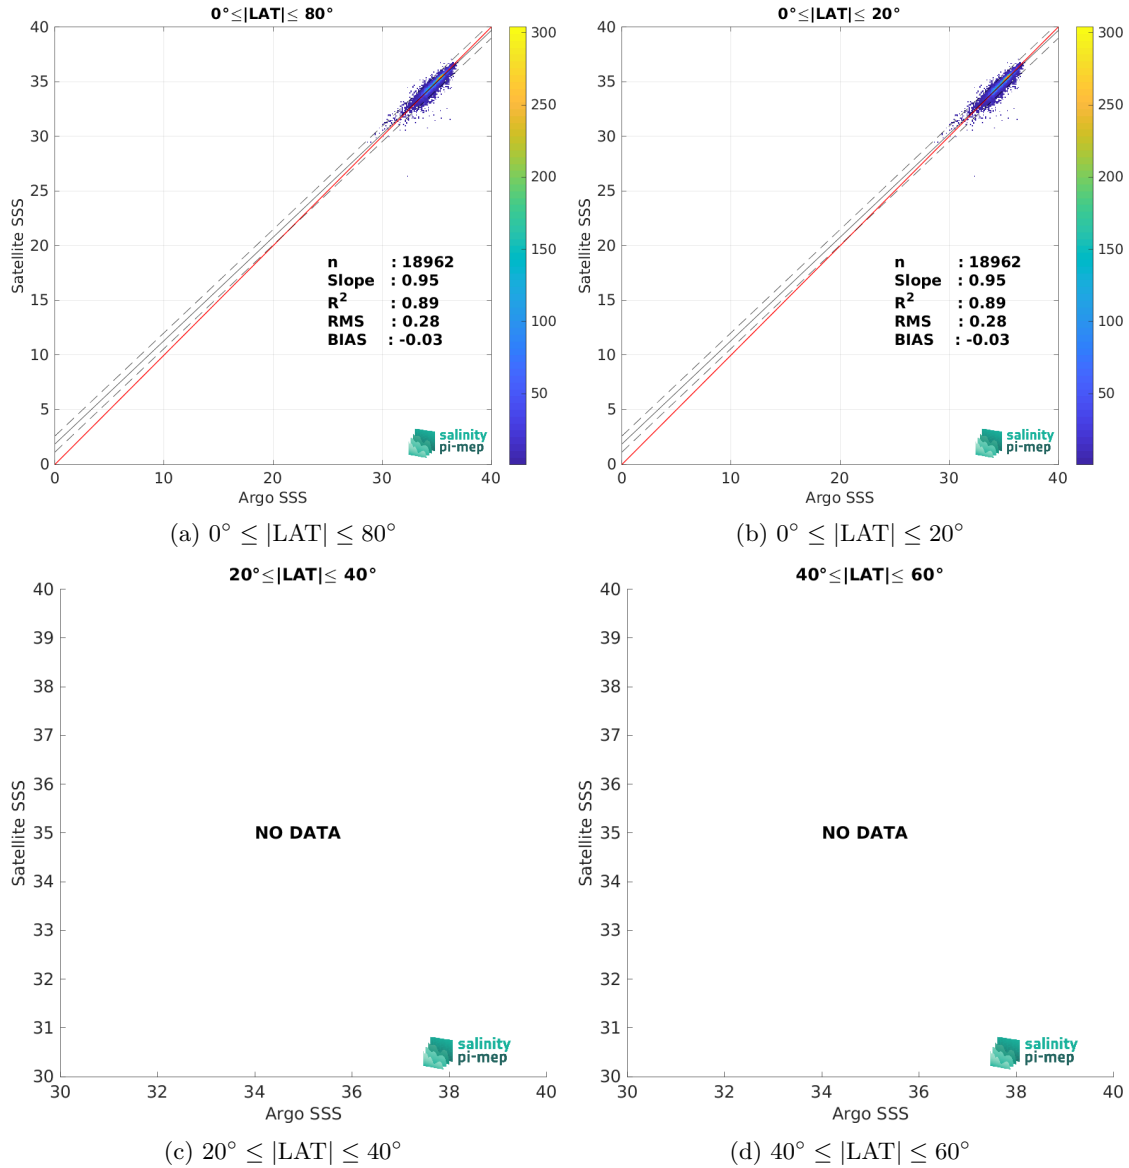 0°≤|LAT|≤ 80°
40
35
30
25
20
15
10
5
0
Satellite SSS
n : 18962
Slope : 0.95
R² : 0.89
RMS : 0.28
BIAS : -0.03
salinity
pi-mep
0 10 20 30 40
Argo SSS
300
250
200
150
100
50
(a) 0° ≤ |LAT| ≤ 80°
0°≤|LAT|≤ 20°
40
35
30
25
20
15
10
5
0
Satellite SSS
n : 18962
Slope : 0.95
R² : 0.89
RMS : 0.28
BIAS : -0.03
salinity
pi-mep
0 10 20 30 40
Argo SSS
300
250
200
150
100
50
(b) 0° ≤ |LAT| ≤ 20°
20°≤|LAT|≤ 40°
40
39
38
37
36
35
34
33
32
31
30
Satellite SSS
NO DATA
salinity
pi-mep
30 32 34 36 38 40
Argo SSS
(c) 20° ≤ |LAT| ≤ 40°
40°≤|LAT|≤ 60°
40
39
38
37
36
35
34
33
32
31
30
Satellite SSS
NO DATA
salinity
pi-mep
30 32 34 36 38 40
Argo SSS
(d) 40° ≤ |LAT| ≤ 60°